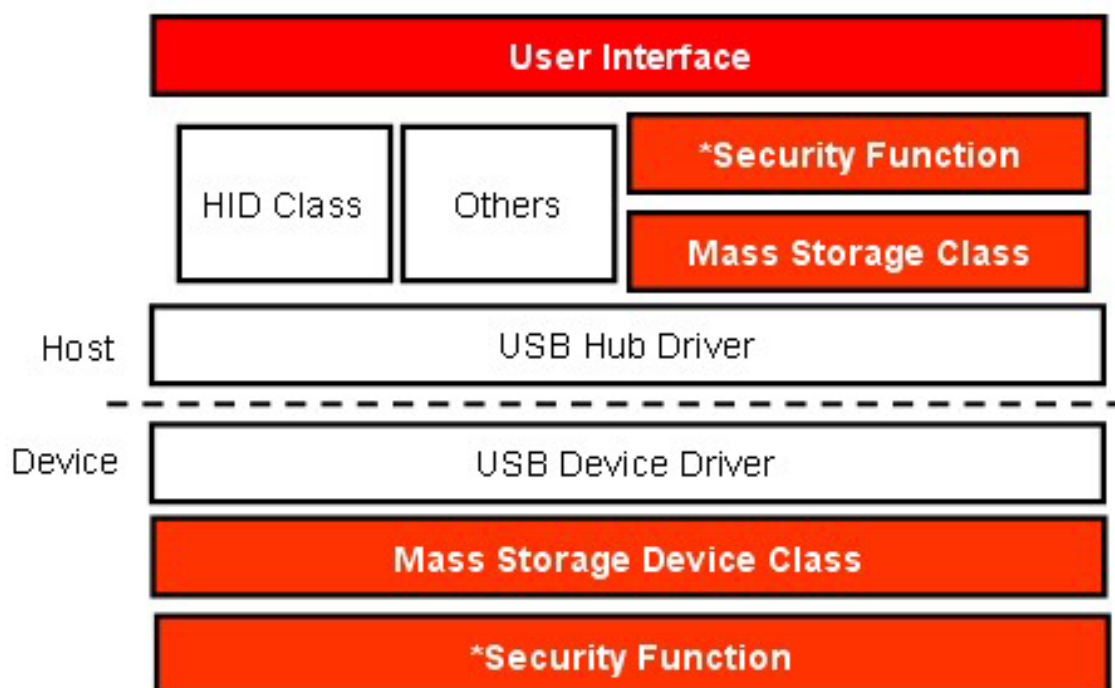 User Interface
HID Class
Others
*Security Function
Mass Storage Class
Host
USB Hub Driver
Device
USB Device Driver
Mass Storage Device Class
*Security Function